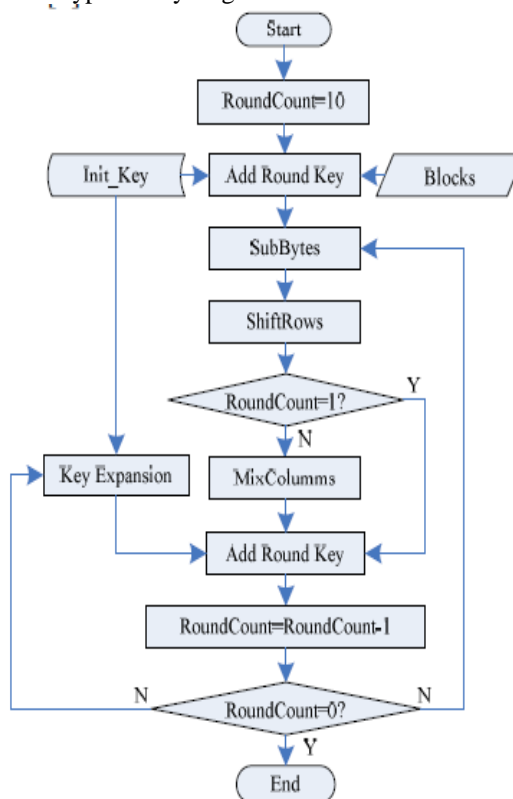 Start
RoundCount=10
Init_Key
Add Round Key
Blocks
SubBytes
ShiftRows
RoundCount=1?
Y
N
Key Expansion
MixColumms
Add Round Key
RoundCount=RoundCount-1
N
RoundCount=0?
N
Y
End